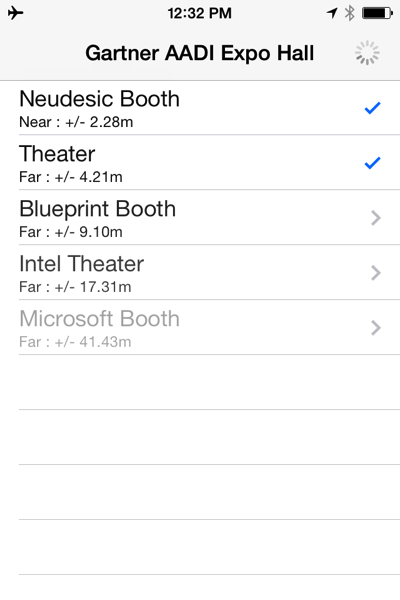 12:32 PM
Gartner AADI Expo Hall
Neudesic Booth
Near : +/- 2.28m
Theater
Far : +/- 4.21m
Blueprint Booth
Far : +/- 9.10m
Intel Theater
Far : +/- 17.31m
Microsoft Booth
Far : +/- 41.43m